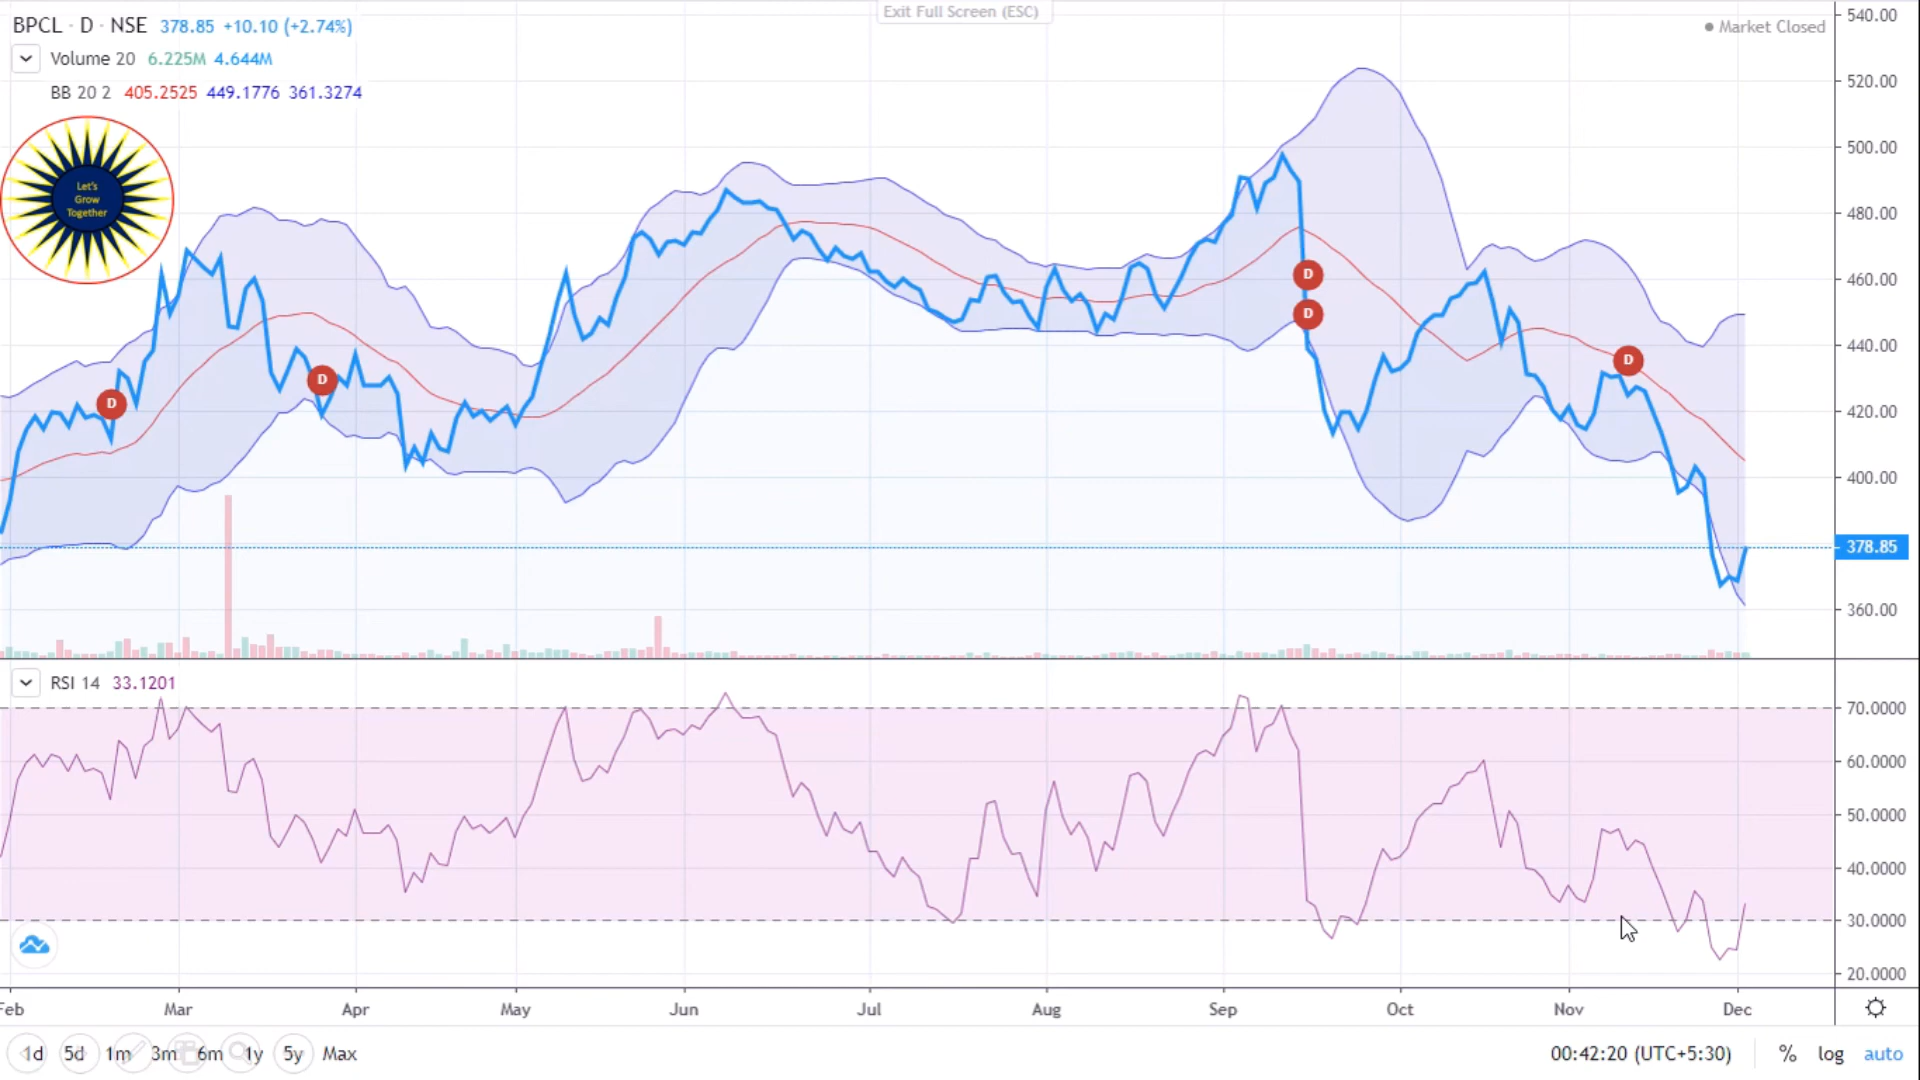 Exit Full Screen (ESC)
BPCL · D · NSE 378.85 +10.10 (+2.74%)
Market Closed
Volume 20 6.225M 4.644M
BB 20 2 405.2525 449.1776 361.3274
Let's
Grow
Together
540.00
520.00
500.00
480.00
460.00
440.00
420.00
400.00
378.85
360.00
D
D
D
D
D
RSI 14 33.1201
70.0000
60.0000
50.0000
40.0000
30.0000
20.0000
Feb Mar Apr May Jun Jul Aug Sep Oct Nov Dec
1d 5d 1m 3m 6m 1y 5y Max 00:42:20 (UTC+5:30) % log auto